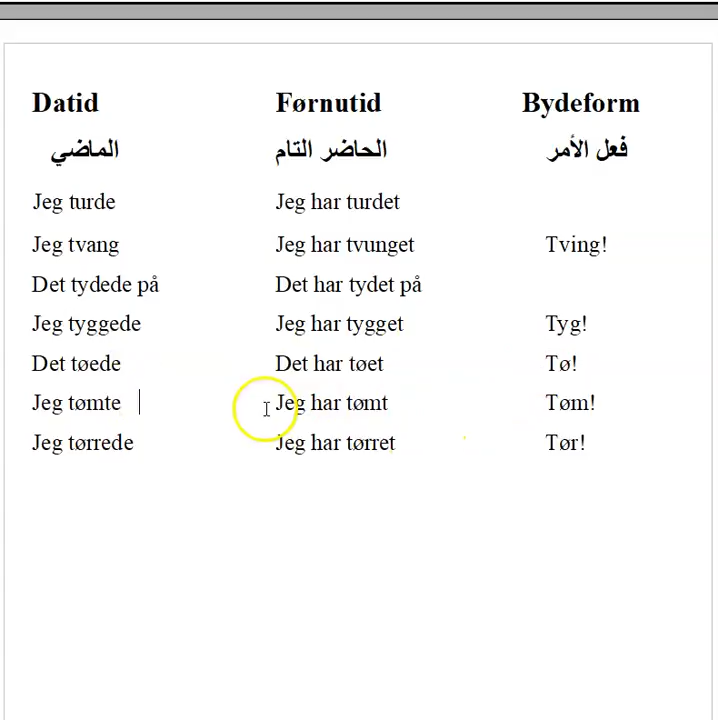 Datid Førnutid Bydeform
الماضي الحاضر التام فعل الأمر
Jeg turde Jeg har turdet
Jeg tvang Jeg har tvunget Tving!
Det tydede på Det har tydet på
Jeg tyggede Jeg har tygget Tyg!
Det tøede Det har tøet Tø!
Jeg tømte Jeg har tømt Tøm!
Jeg tørrede Jeg har tørret Tør!